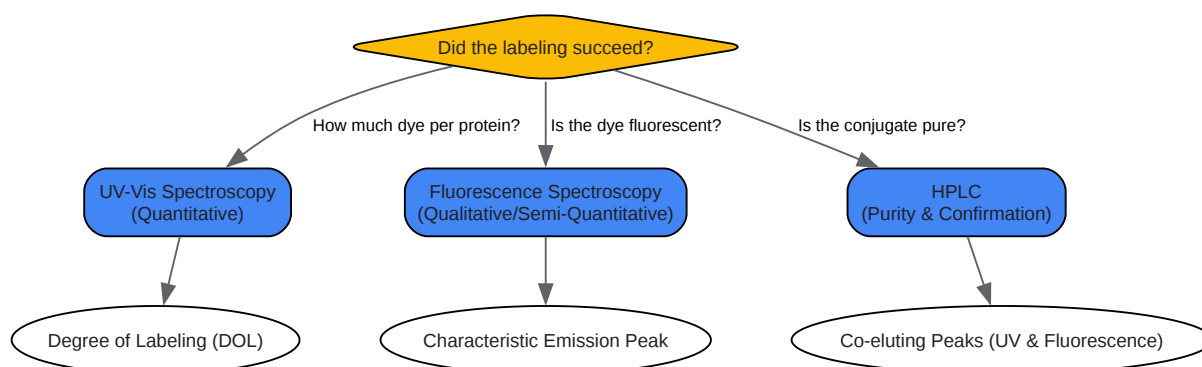 Did the labeling succeed?
How much dye per protein?
Is the dye fluorescent?
Is the conjugate pure?
UV-Vis Spectroscopy
(Quantitative)
Fluorescence Spectroscopy
(Qualitative/Semi-Quantitative)
HPLC
(Purity & Confirmation)
Degree of Labeling (DOL)
Characteristic Emission Peak
Co-eluting Peaks (UV & Fluorescence)